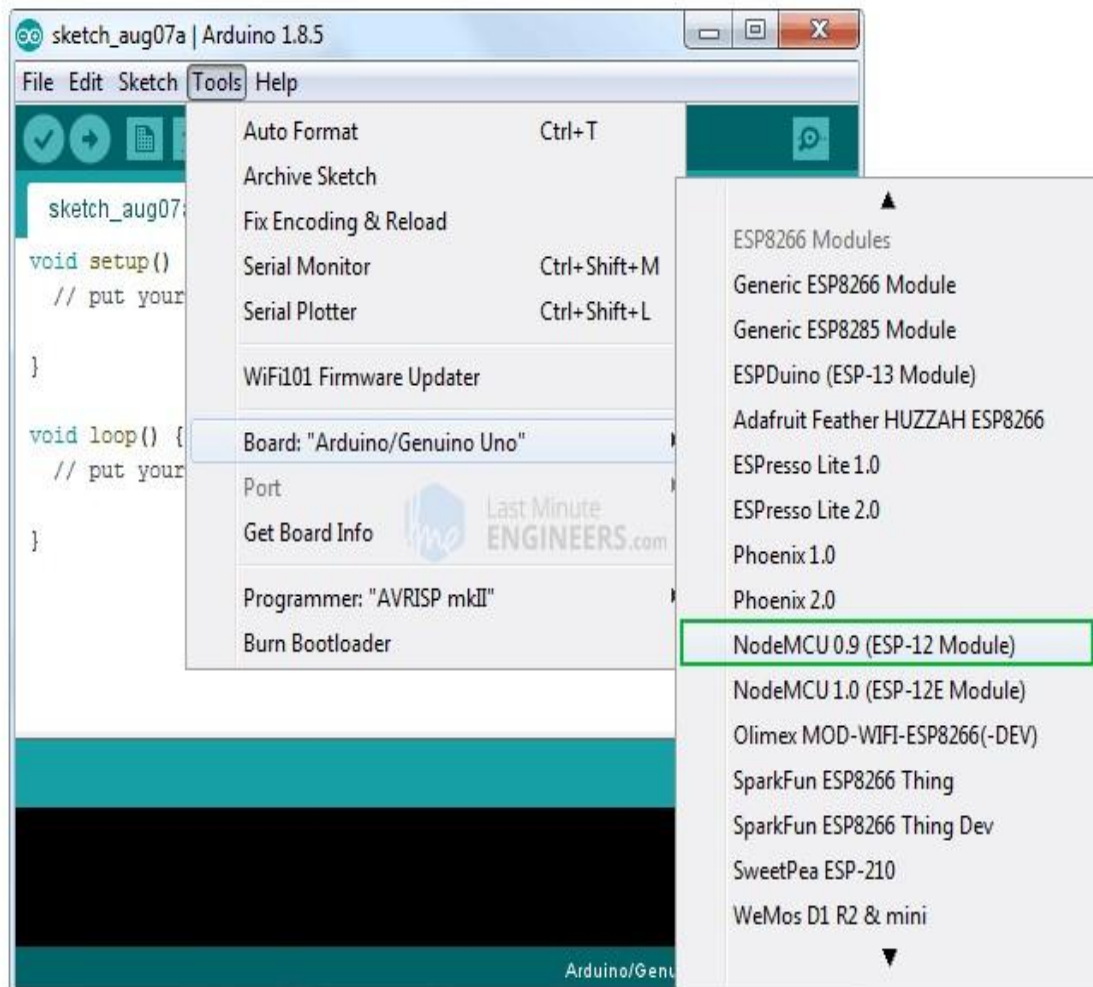 sketch_aug07a | Arduino 1.8.5
File Edit Sketch Tools Help
sketch_aug07a
void setup()
// put your
}
void loop() {
// put your
}
Auto Format Ctrl+T
Archive Sketch
Fix Encoding & Reload
Serial Monitor Ctrl+Shift+M
Serial Plotter Ctrl+Shift+L
WiFi101 Firmware Updater
Board: "Arduino/Genuino Uno"
Port
Get Board Info
Programmer: "AVRISP mkII"
Burn Bootloader
me
Last Minute
ENGINEERS.com
ESP8266 Modules
Generic ESP8266 Module
Generic ESP8285 Module
ESPDuino (ESP-13 Module)
Adafruit Feather HUZZAH ESP8266
ESPresso Lite 1.0
ESPresso Lite 2.0
Phoenix 1.0
Phoenix 2.0
NodeMCU 0.9 (ESP-12 Module)
NodeMCU 1.0 (ESP-12E Module)
Olimex MOD-WIFI-ESP8266(-DEV)
SparkFun ESP8266 Thing
SparkFun ESP8266 Thing Dev
SweetPea ESP-210
WeMos D1 R2 & mini
Arduino/Genu